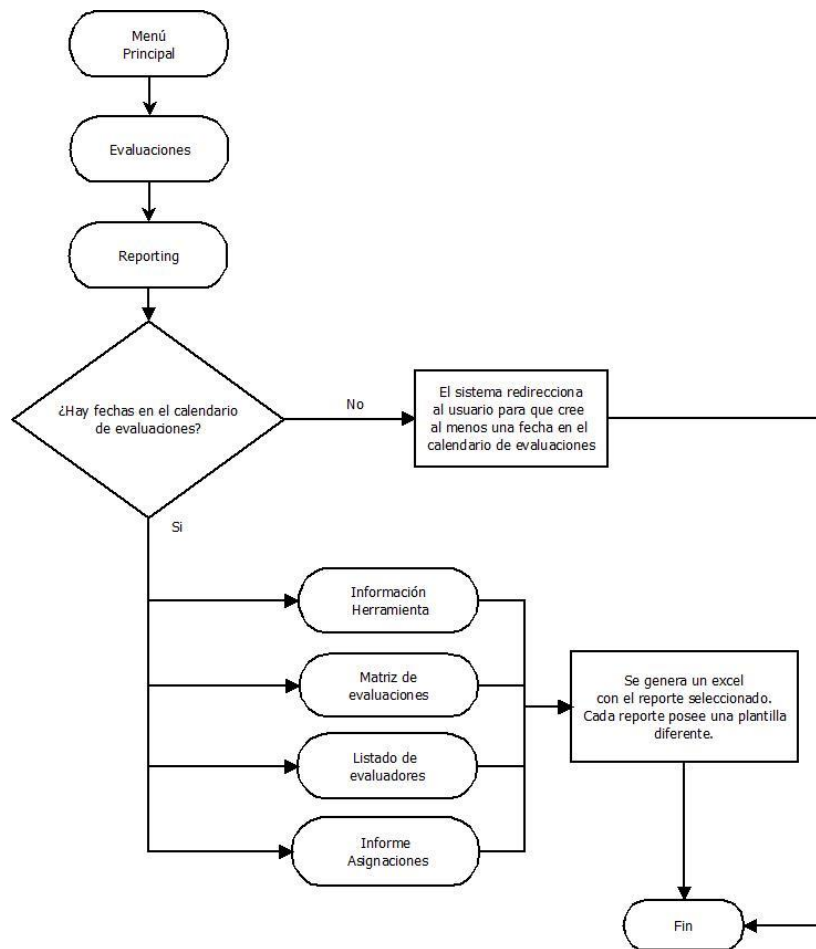 Menú
Principal
Evaluaciones
Reporting
¿Hay fechas en el calendario
de evaluaciones?
No
El sistema redirecciona
al usuario para que cree
al menos una fecha en el
calendario de evaluaciones
Si
Información
Herramienta
Matriz de
evaluaciones
Listado de
evaluadores
Informe
Asignaciones
Se genera un excel
con el reporte seleccionado.
Cada reporte posee una plantilla
diferente.
Fin